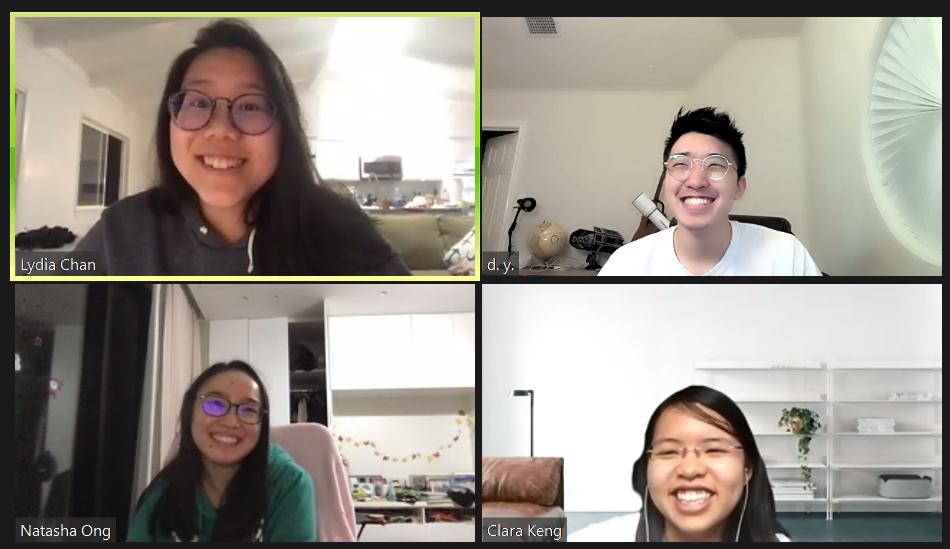 Lydia Chan
d. y.
Natasha Ong
Clara Keng